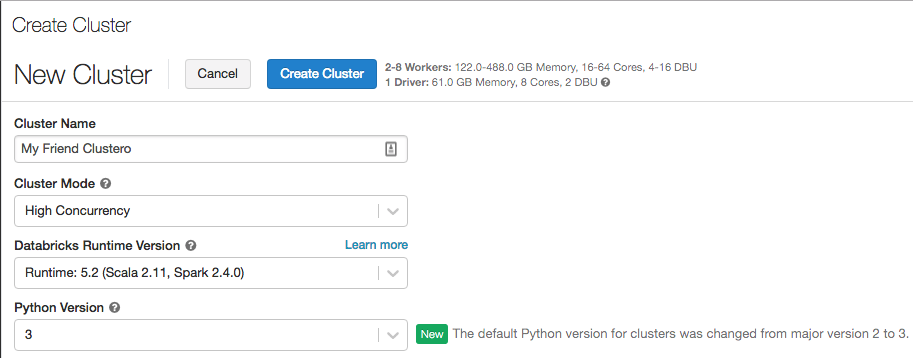 Create Cluster
New Cluster
Cancel
Create Cluster
2-8 Workers: 122.0-488.0 GB Memory, 16-64 Cores, 4-16 DBU
1 Driver: 61.0 GB Memory, 8 Cores, 2 DBU ?
Cluster Name
My Friend Clustero
Cluster Mode ?
High Concurrency
Databricks Runtime Version ? Learn more
Runtime: 5.2 (Scala 2.11, Spark 2.4.0)
Python Version ?
3
New The default Python version for clusters was changed from major version 2 to 3.